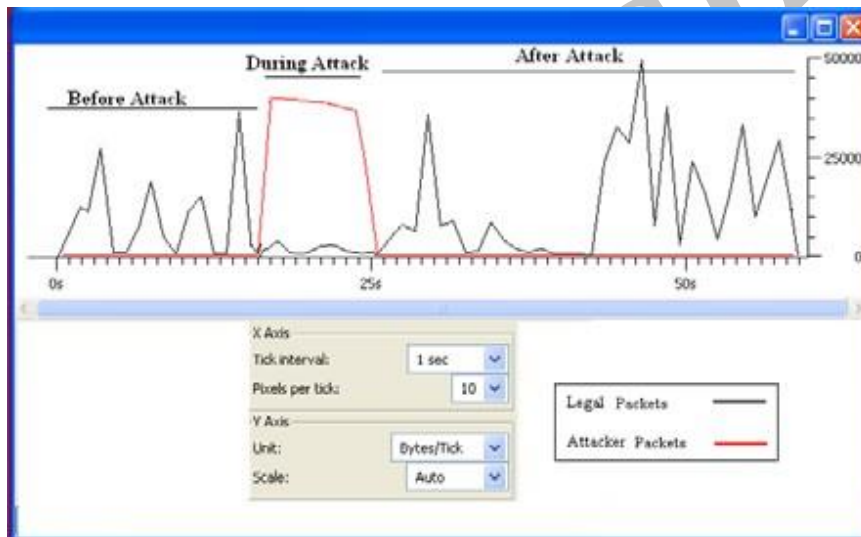 During Attack
After Attack
Before Attack
50000
25000
0
0s 25s 50s
X Axis
Tick interval: 1 sec
Pixels per tick: 10
Y Axis
Unit: Bytes/Tick
Scale: Auto
Legal Packets
Attacker Packets